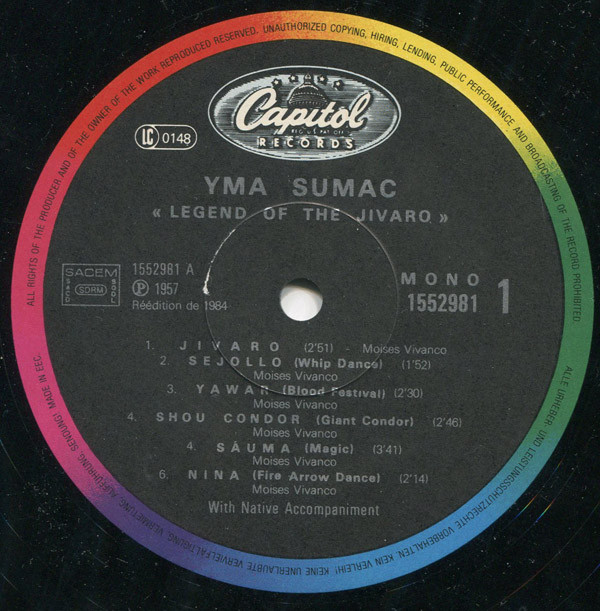 ALL RIGHTS OF THE PRODUCER AND OF THE OWNER OF THE WORK REPRODUCED RESERVED. UNAUTHORIZED COPYING, HIRING, LENDING, PUBLIC PERFORMANCE AND BROADCASTING OF THE RECORD PROHIBITED
Capitol
RECORDS
LC 0148
YMA SUMAC
« LEGEND OF THE JIVARO »
SACEM
SACD SDRM SGDL
1552981 A
Ⓟ 1957
Réédition de 1984
MONO
1552981 1
1. JIVARO (2'51) - Moises Vivanco
2. SEJOLLO (Whip Dance) (1'52)
Moises Vivanco
3. YAWAR (Blood Festival) (2'30)
Moises Vivanco
4. SHOU CONDOR (Giant Condor) (2'46)
Moises Vivanco
4. SAUMA (Magic) (3'41)
Moises Vivanco
6. NINA (Fire Arrow Dance) (2'14)
Moises Vivanco
With Native Accompaniment
ALLE URHEBER- UND LEISTUNGSSCHUTZRECHTE VORBEHALTEN. KEIN VERLEIH! KEINE UNERLAUBTE VERVIELFÄLTIGUNG, VERMIETUNG, AUFFÜHRUNG, SENDUNG! MADE IN EEC.